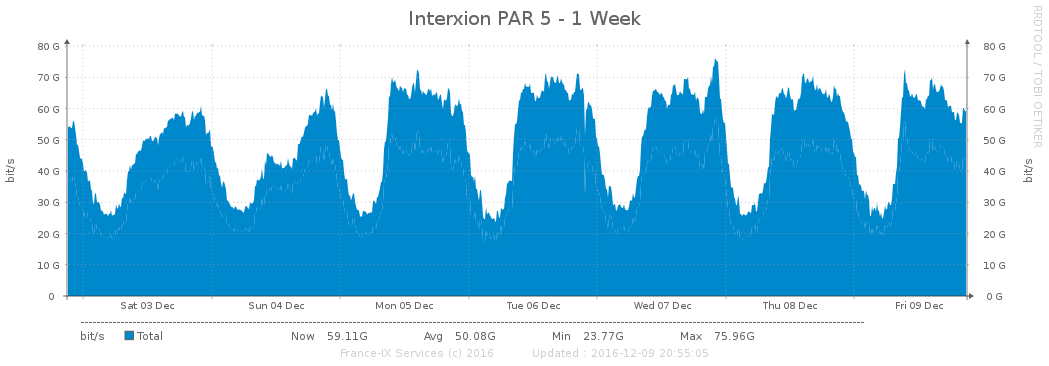 Interxion PAR 5 - 1 Week
RRDTOOL / TOBI OETIKER
80 G 80 G
70 G 70 G
60 G 60 G
50 G 50 G
40 G 40 G
30 G 30 G
20 G 20 G
10 G 10 G
0 0 G
bit/s
bit/s
Sat 03 Dec Sun 04 Dec Mon 05 Dec Tue 06 Dec Wed 07 Dec Thu 08 Dec Fri 09 Dec
bit/s Total Now 59.11G Avg 50.08G Min 23.77G Max 75.96G
France-IX Services (c) 2016 Updated : 2016-12-09 20:55:05